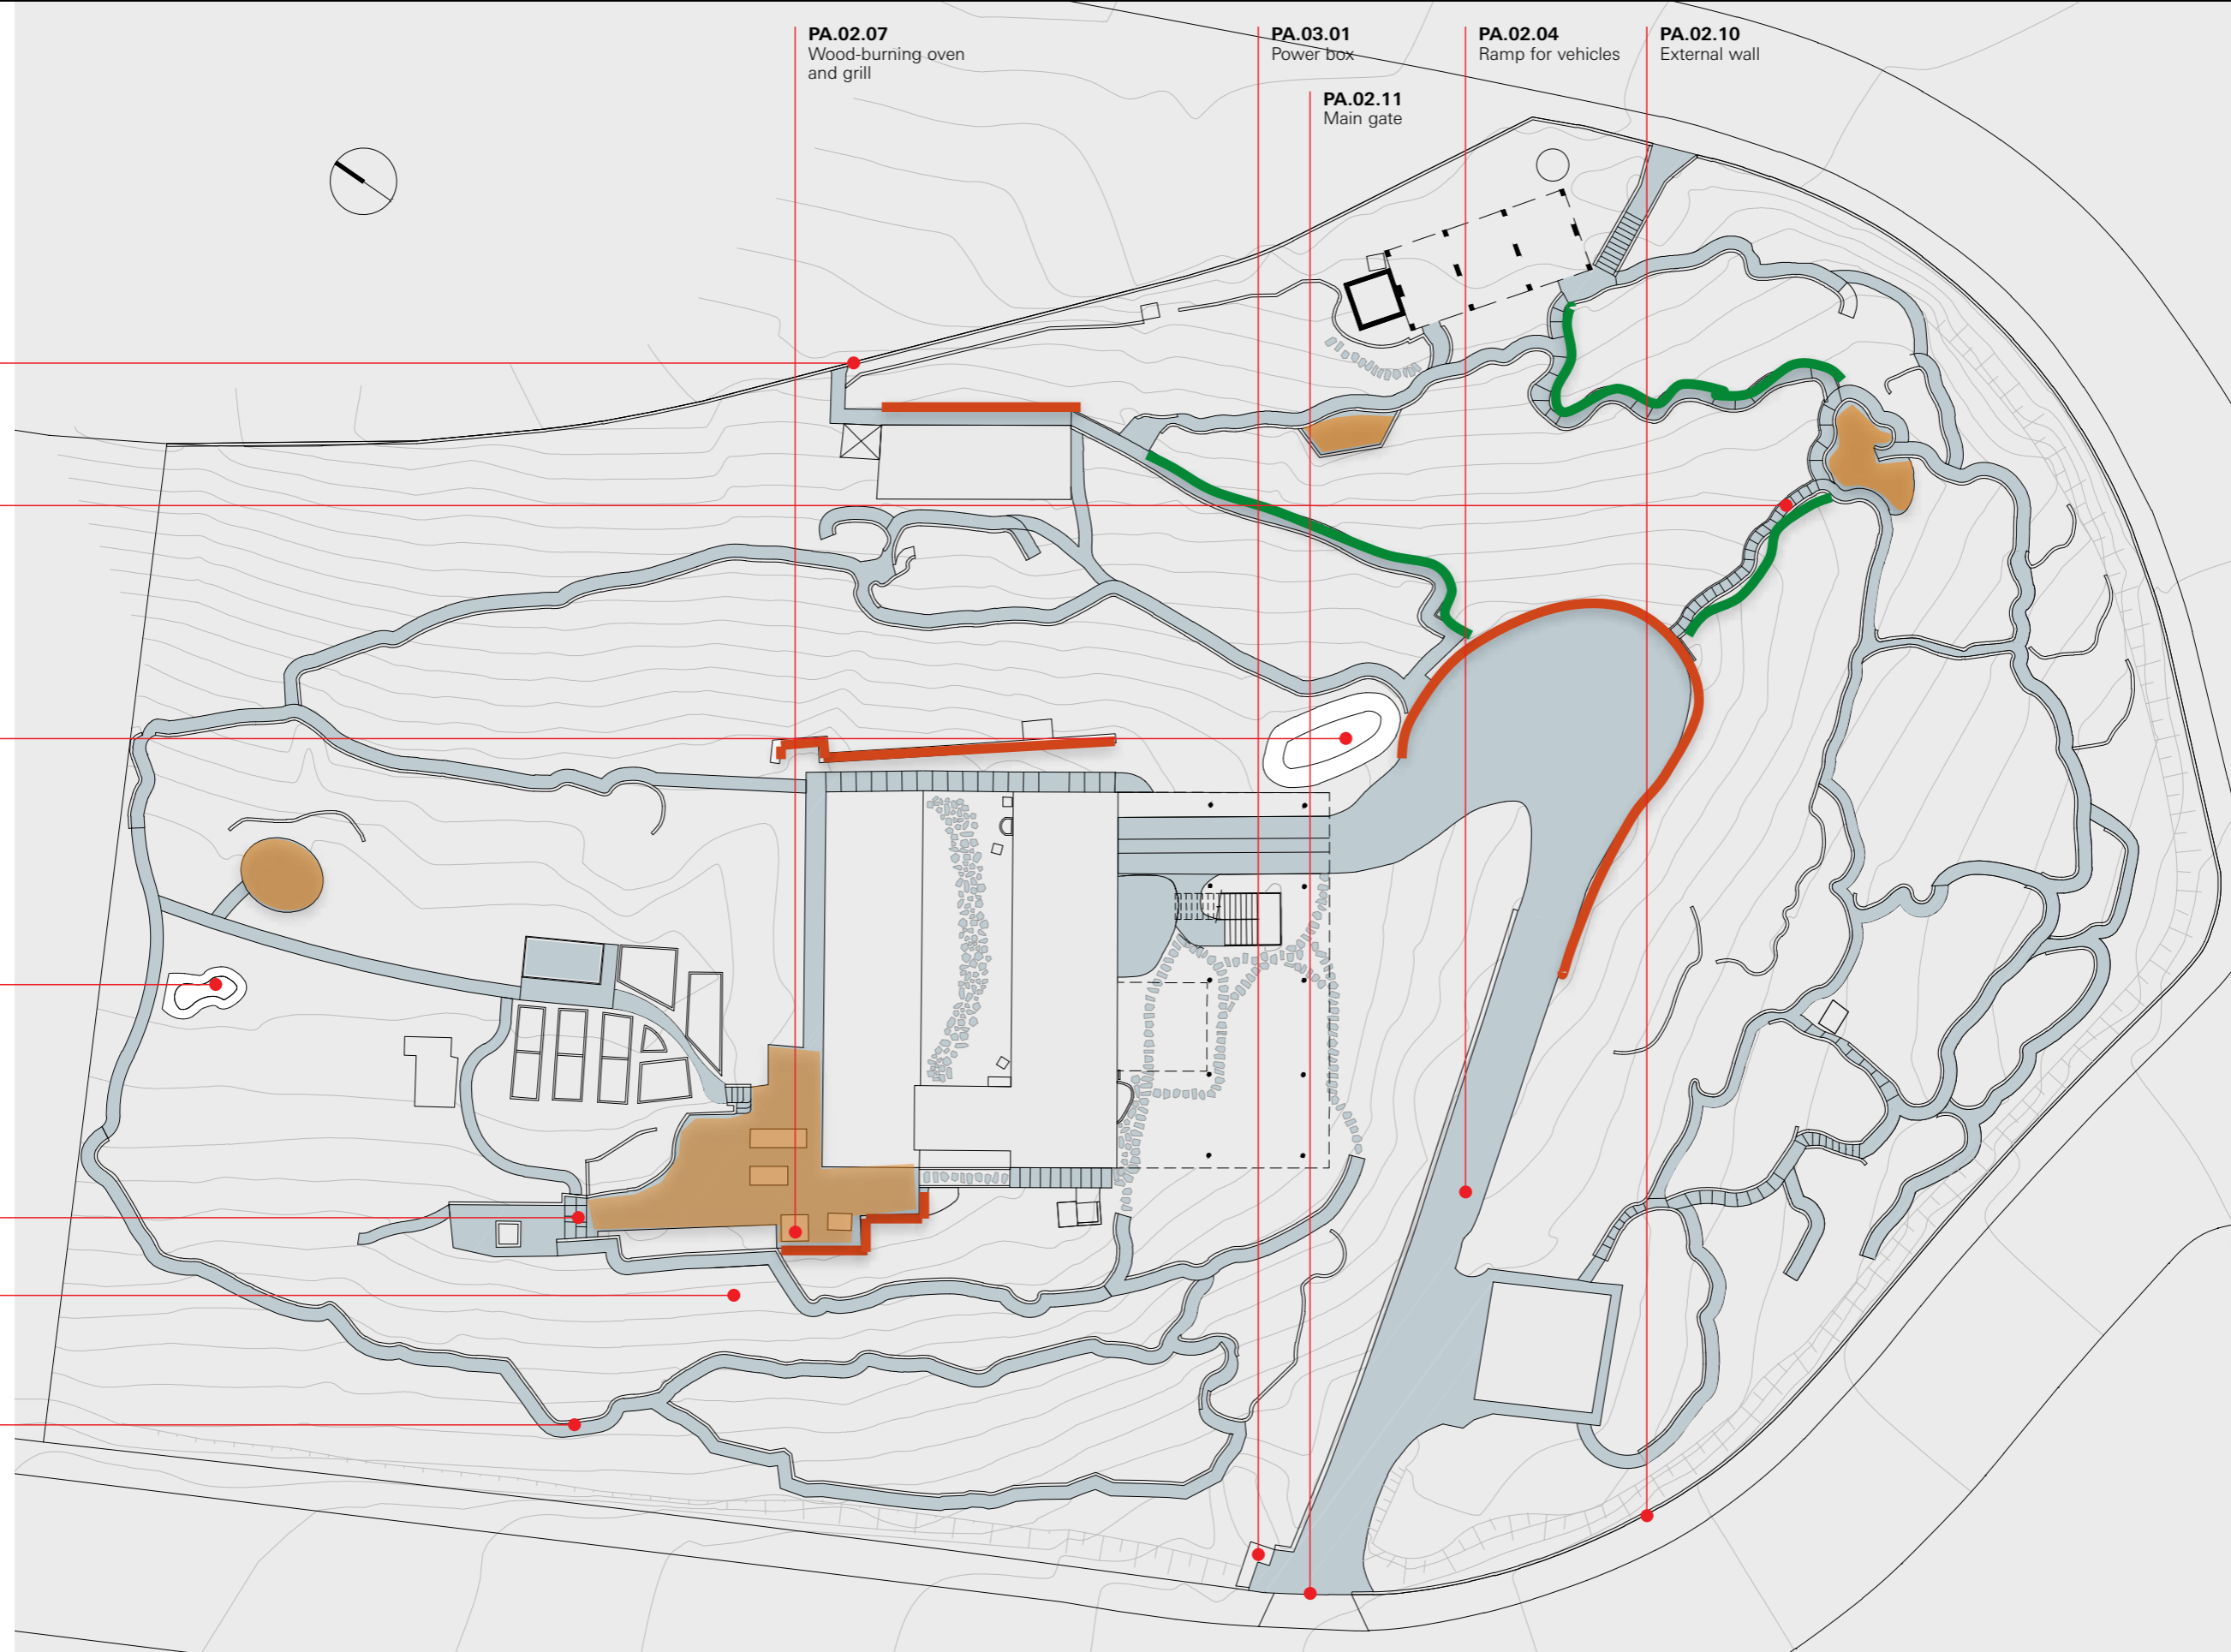 PA.02.07
Wood-burning oven
and grill
PA.03.01
Power box
PA.02.11
Main gate
PA.02.04
Ramp for vehicles
PA.02.10
External wall